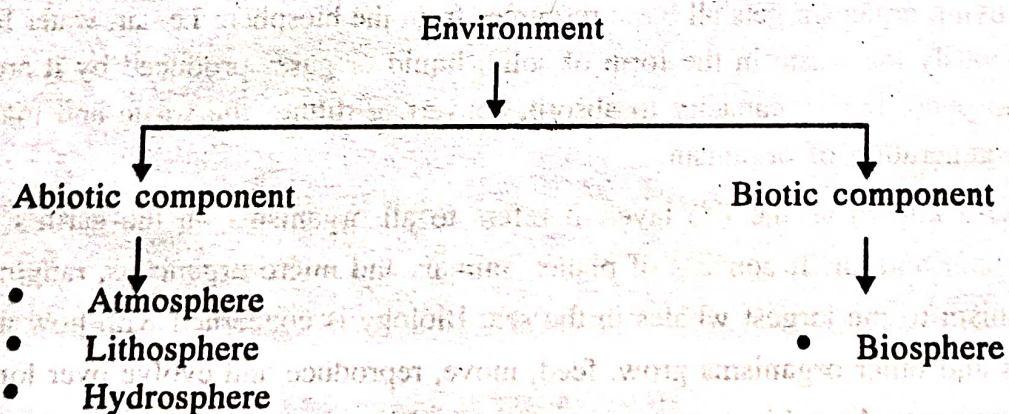 Environment
Abiotic component
Biotic component
• Atmosphere
• Lithosphere
• Biosphere
• Hydrosphere